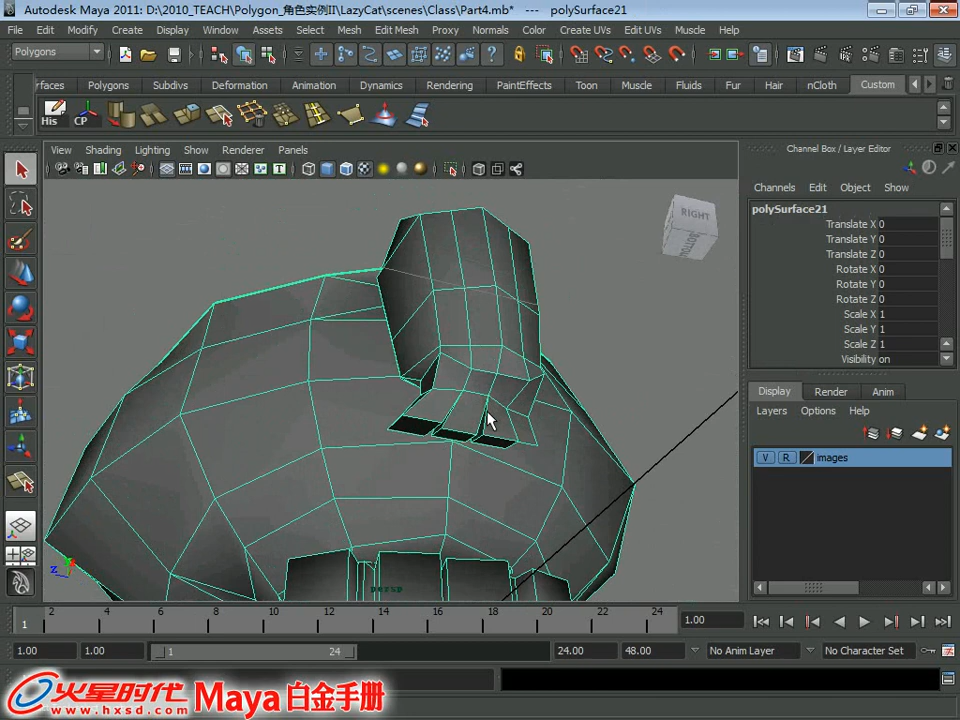 Autodesk Maya 2011: D:\2010_TEACH\Polygon_角色实例II\LazyCat\scenes\Class\Part4.mb* --- polySurface21
File Edit Modify Create Display Window Assets Select Mesh Edit Mesh Proxy Normals Color Create UVs Edit UVs Muscle Help
Polygons
rfaces Polygons Subdivs Deformation Animation Dynamics Rendering PaintEffects Toon Muscle Fluids Fur Hair nCloth Custom
His CP
View Shading Lighting Show Renderer Panels
Channel Box / Layer Editor
Channels Edit Object Show
polySurface21
Translate X 0
Translate Y 0
Translate Z 0
Rotate X 0
Rotate Y 0
Rotate Z 0
Scale X 1
Scale Y 1
Scale Z 1
Visibility on
RIGHT
BOTTOM
Display Render Anim
Layers Options Help
V R images
z
persp
2 4 6 8 10 12 14 16 18 20 22 24
1
1.00
1.00 1.00 1 24 24.00 48.00 No Anim Layer No Character Set
火星时代 Maya 白金手册
www.hxsd.com